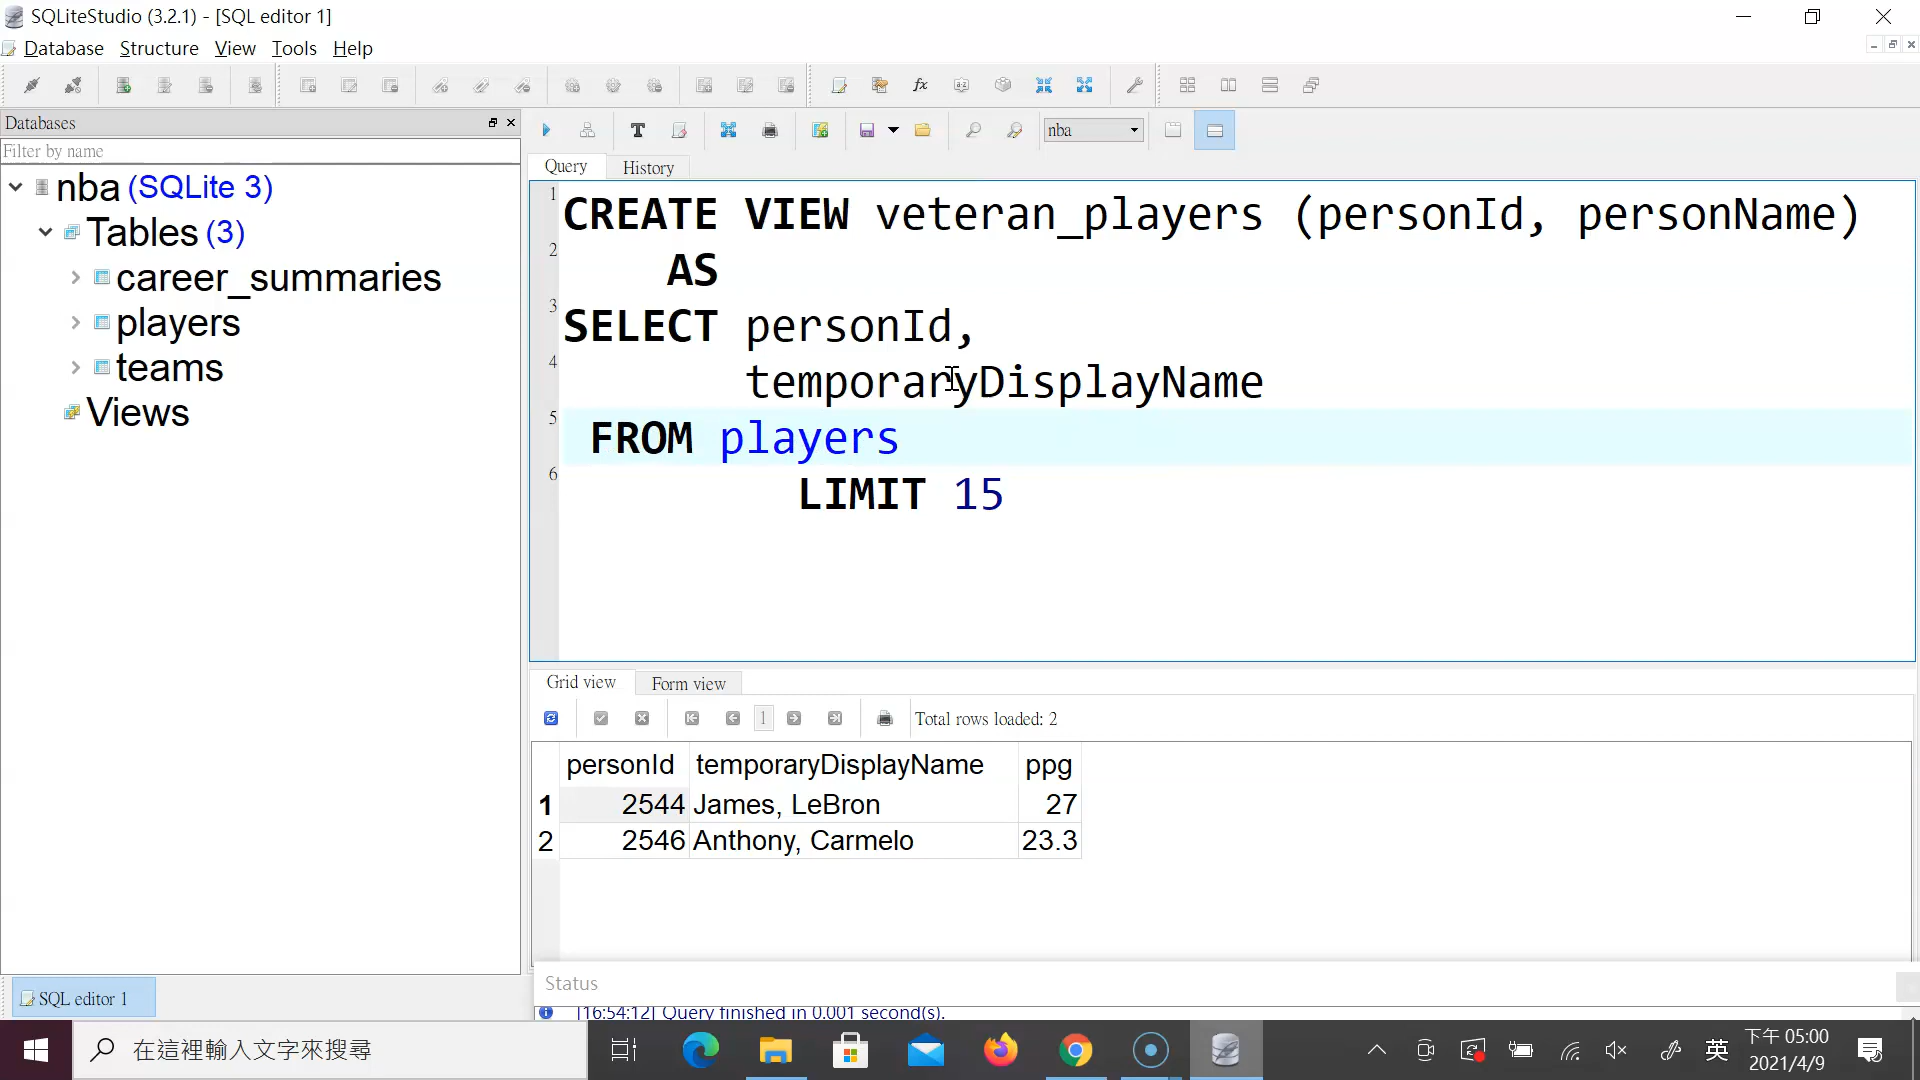 SQLiteStudio (3.2.1) - [SQL editor 1]
Database Structure View Tools Help
Databases
Filter by name
nba (SQLite 3)
Tables (3)
career_summaries
players
teams
Views
nba
Query History
1 CREATE VIEW veteran_players (personId, personName)
2 AS
3 SELECT personId,
4 temporaryDisplayName
5 FROM players
6 LIMIT 15
Grid view Form view
1 Total rows loaded: 2
personId temporaryDisplayName ppg
1 2544 James, LeBron 27
2 2546 Anthony, Carmelo 23.3
Status
[16:54:12] Query finished in 0.001 second(s).
SQL editor 1
在這裡輸入文字來搜尋
英
下午 05:00
2021/4/9